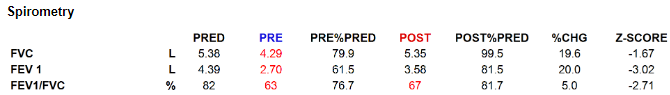 Spirometry
PRED PRE PRE%PRED POST POST%PRED %CHG Z-SCORE
FVC L 5.38 4.29 79.9 5.35 99.5 19.6 -1.67
FEV 1 L 4.39 2.70 61.5 3.58 81.5 20.0 -3.02
FEV1/FVC % 82 63 76.7 67 81.7 5.0 -2.71